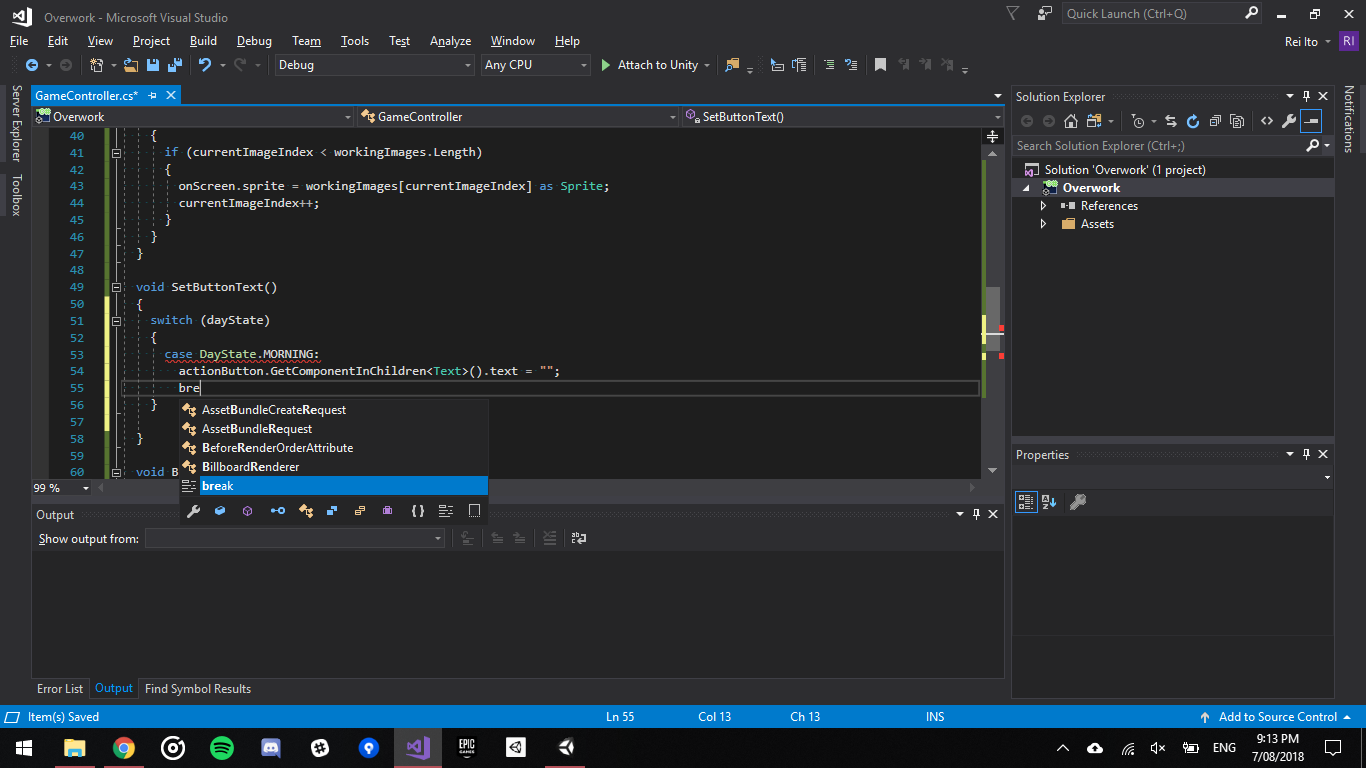 Overwork - Microsoft Visual Studio
Quick Launch (Ctrl+Q)
File Edit View Project Build Debug Team Tools Test Analyze Window Help
Rei Ito RI
Debug Any CPU Attach to Unity
Server Explorer
Toolbox
GameController.cs*
Overwork GameController SetButtonText()
40 {
41 if (currentImageIndex < workingImages.Length)
42 {
43 onScreen.sprite = workingImages[currentImageIndex] as Sprite;
44 currentImageIndex++;
45 }
46 }
47 }
48
49 void SetButtonText()
50 {
51 switch (dayState)
52 {
53 case DayState.MORNING:
54 actionButton.GetComponentInChildren<Text>().text = "";
55 bre
56 }
57
58 }
59
60 void B
AssetBundleCreateRequest
AssetBundleRequest
BeforeRenderOrderAttribute
BillboardRenderer
break
99 %
Output
Show output from:
Error List Output Find Symbol Results
Solution Explorer
Search Solution Explorer (Ctrl+;)
Solution 'Overwork' (1 project)
Overwork
References
Assets
Properties
Notifications
Item(s) Saved Ln 55 Col 13 Ch 13 INS Add to Source Control
EPIC GAMES
ENG
9:13 PM
7/08/2018